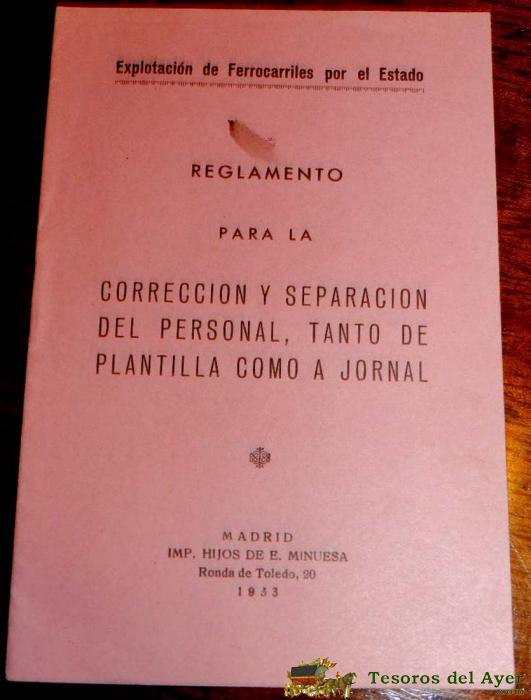 Explotación de Ferrocarriles por el Estado
REGLAMENTO
PARA LA
CORRECCION Y SEPARACION
DEL PERSONAL, TANTO DE
PLANTILLA COMO A JORNAL
MADRID
IMP. HIJOS DE E. MINUESA
Ronda de Toledo, 20
1933
Tesoros del Ayer